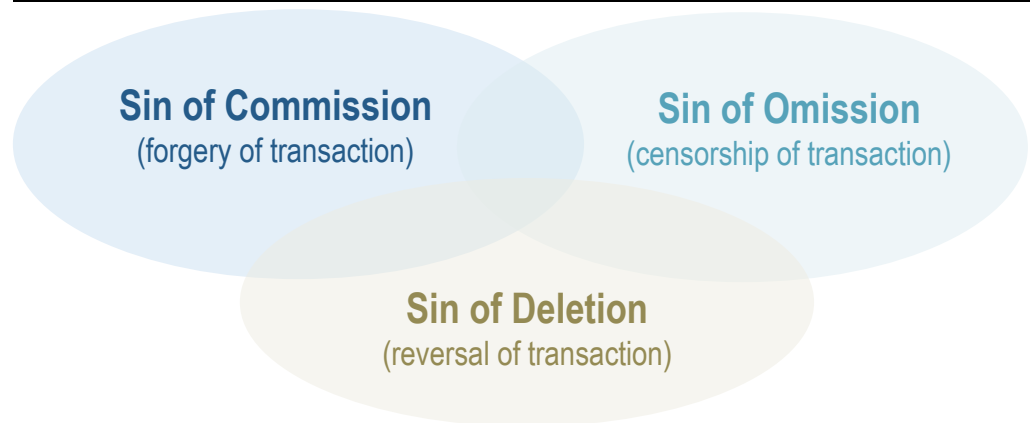 Sin of Commission
(forgery of transaction)
Sin of Omission
(censorship of transaction)
Sin of Deletion
(reversal of transaction)